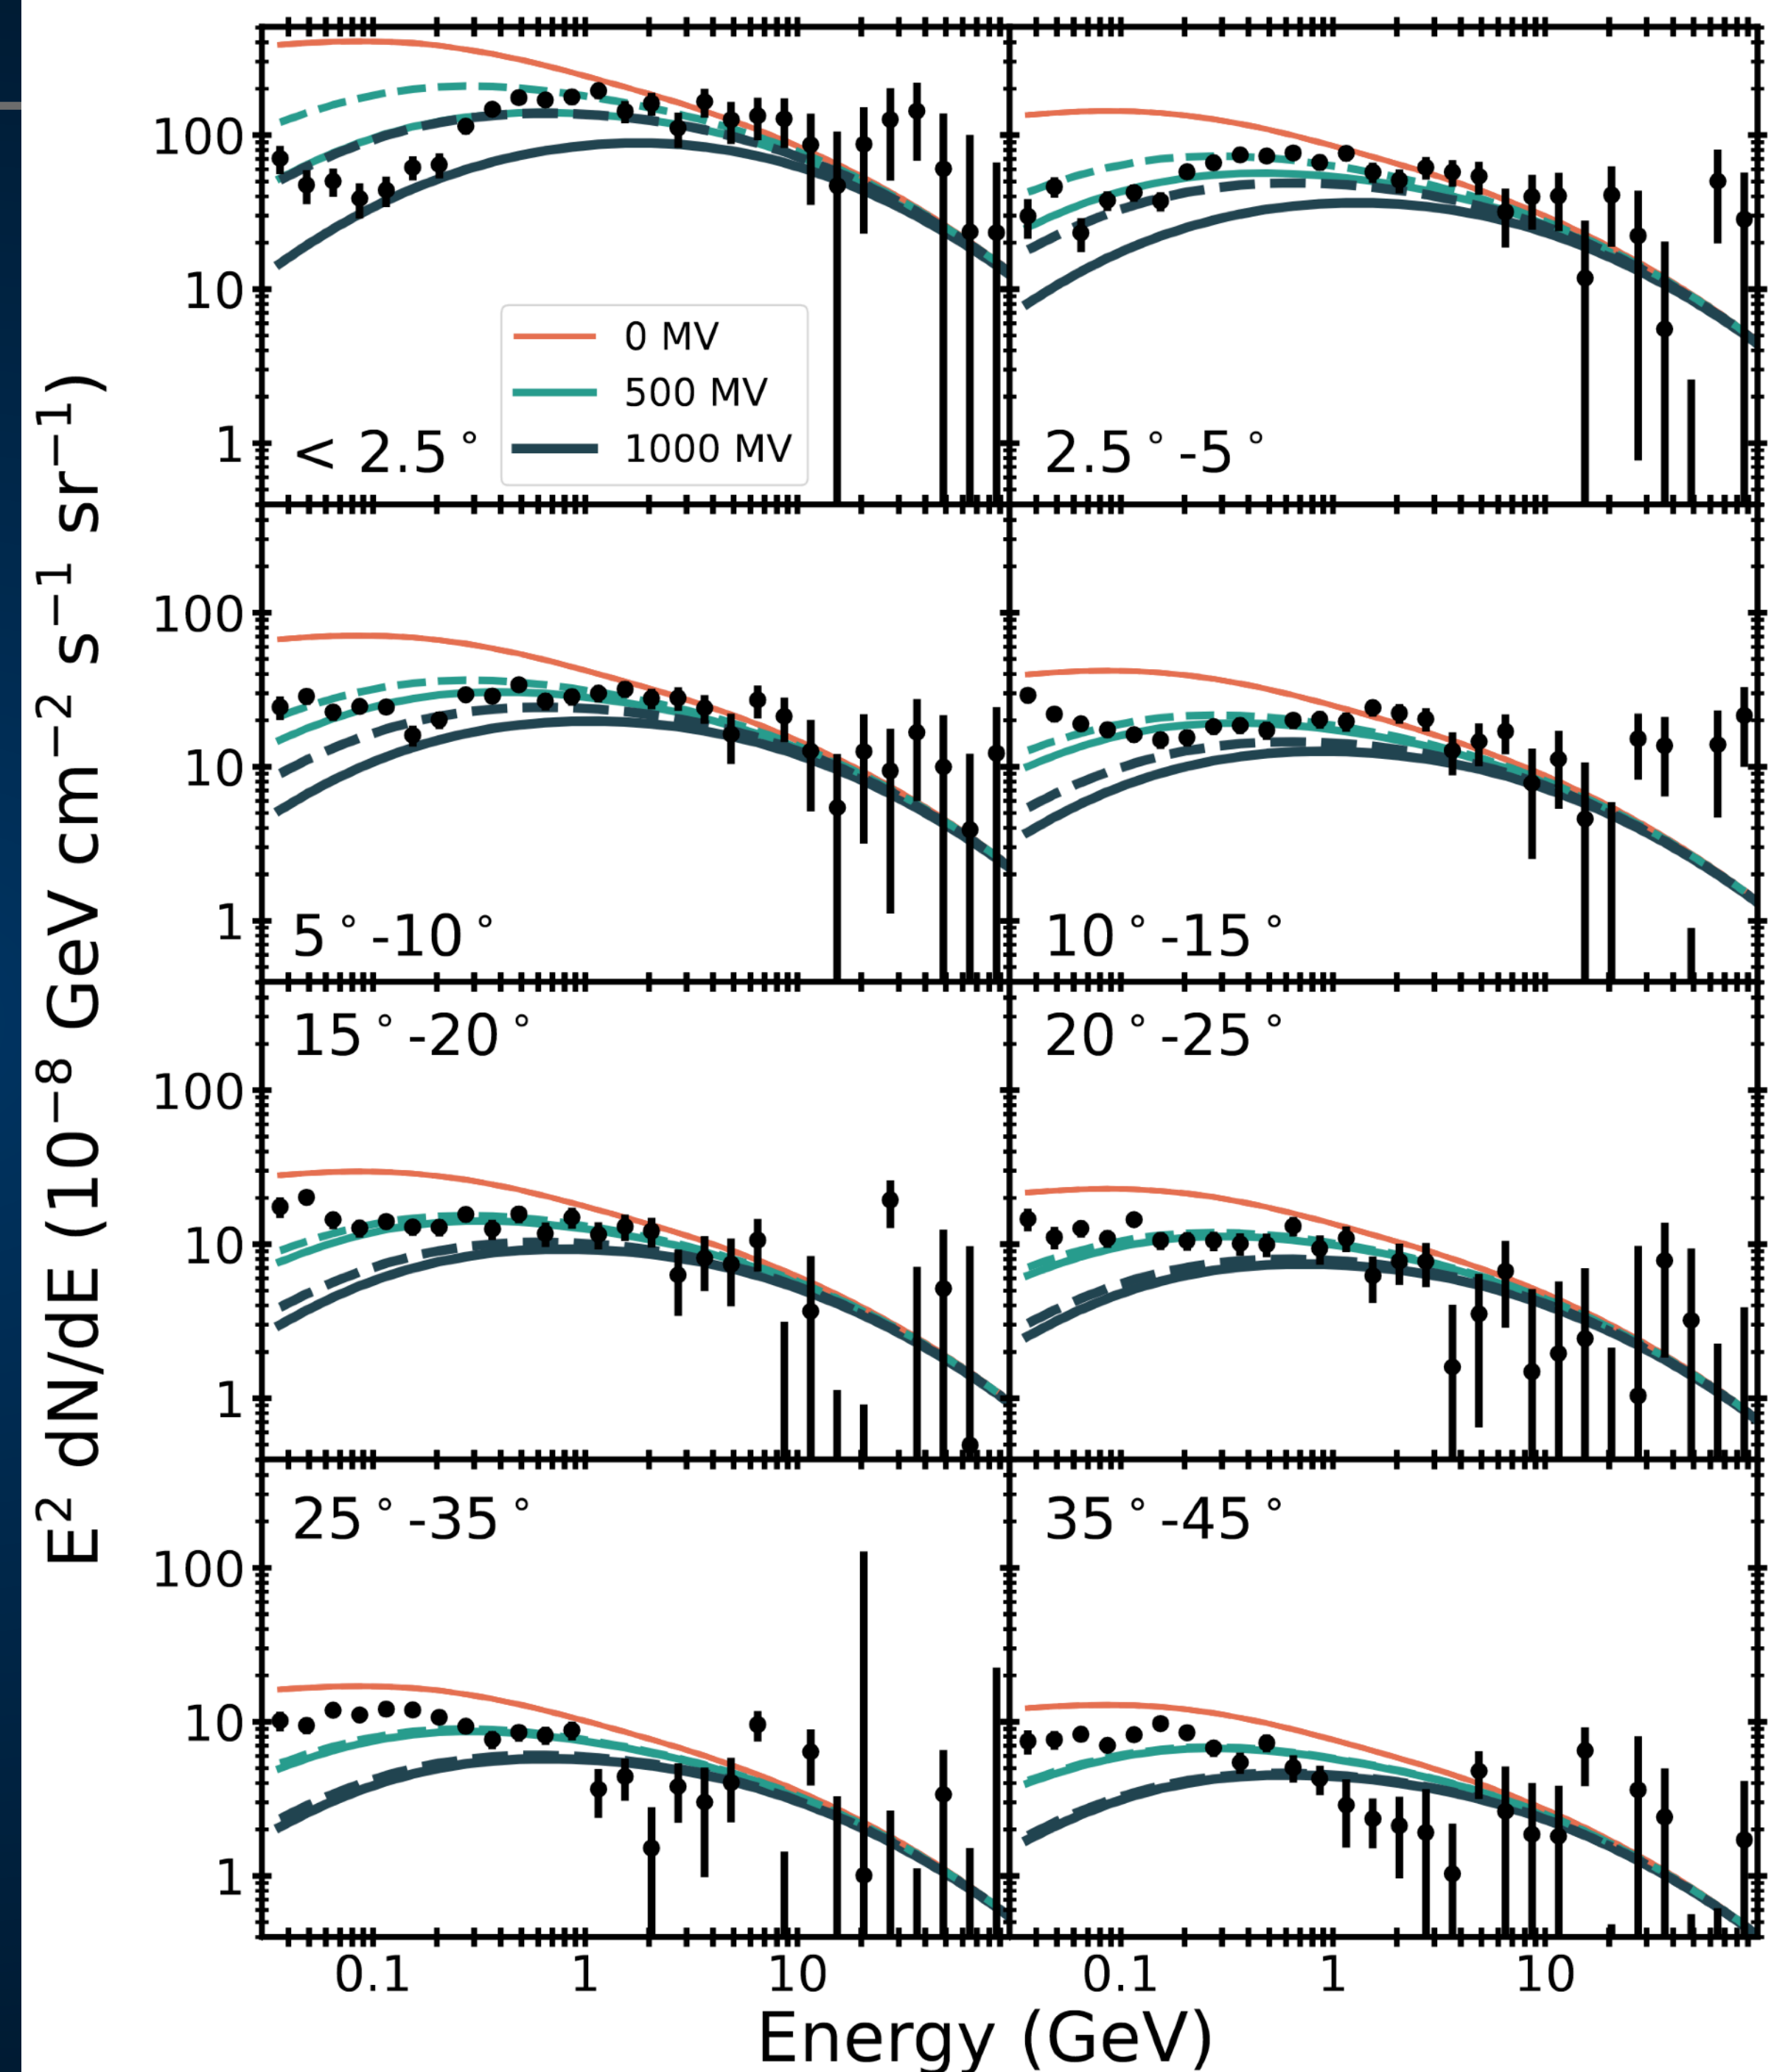 E² dN/dE (10⁻⁸ GeV cm⁻² s⁻¹ sr⁻¹)
100
10
1
0 MV
500 MV
1000 MV
< 2.5°
2.5°-5°
100
10
1
5°-10°
10°-15°
15°-20°
20°-25°
100
10
1
25°-35°
35°-45°
100
10
1
0.1 1 10
0.1 1 10
Energy (GeV)